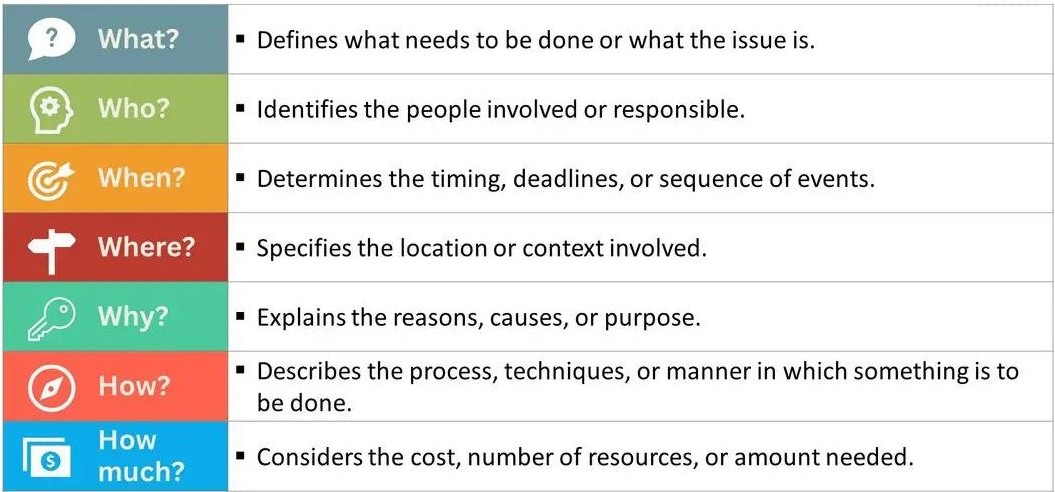 ? What?
▪ Defines what needs to be done or what the issue is.
Who?
▪ Identifies the people involved or responsible.
When?
▪ Determines the timing, deadlines, or sequence of events.
Where?
▪ Specifies the location or context involved.
Why?
▪ Explains the reasons, causes, or purpose.
How?
▪ Describes the process, techniques, or manner in which something is to
be done.
$ How
much?
▪ Considers the cost, number of resources, or amount needed.